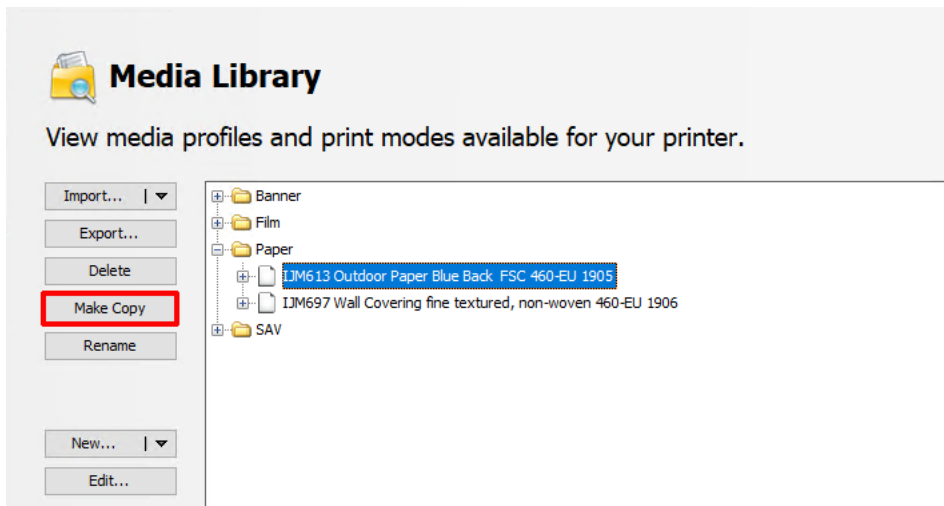 Media Library
View media profiles and print modes available for your printer.
Import...
Export...
Delete
Make Copy
Rename
New...
Edit...
Banner
Film
Paper
IJM613 Outdoor Paper Blue Back  FSC 460-EU 1905
IJM697 Wall Covering fine textured, non-woven 460-EU 1906
SAV